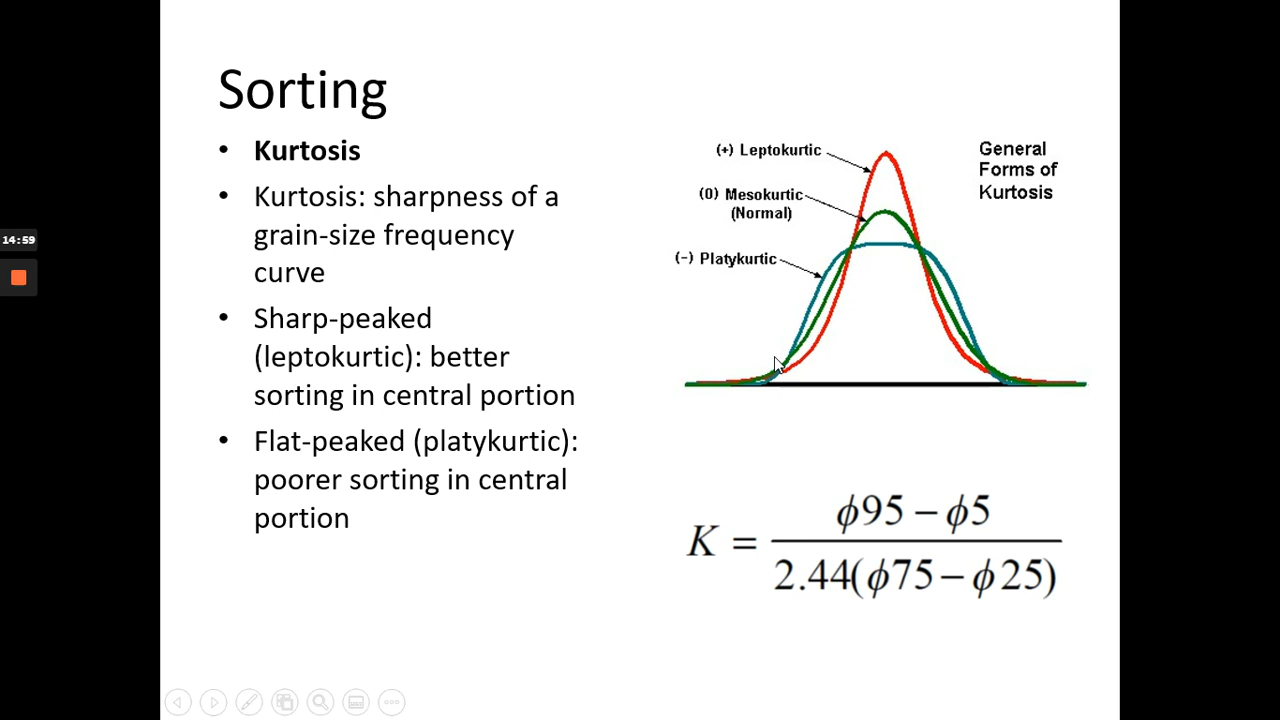 Sorting
• Kurtosis
• Kurtosis: sharpness of a
grain-size frequency
curve
• Sharp-peaked
(leptokurtic): better
sorting in central portion
• Flat-peaked (platykurtic):
poorer sorting in central
portion
(+) Leptokurtic
(0) Mesokurtic
(Normal)
(-) Platykurtic
General
Forms of
Kurtosis
K = ϕ95 − ϕ5
2.44(ϕ75 − ϕ25)
14:59